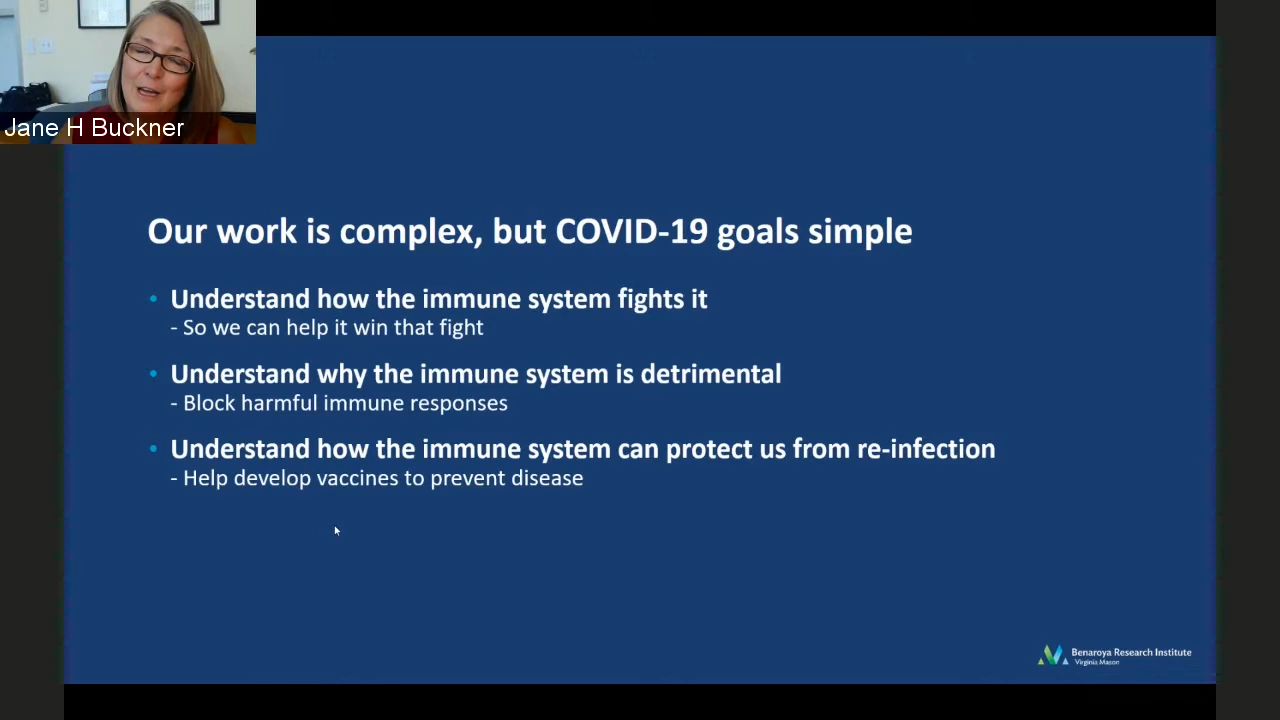 Jane H Buckner
Our work is complex, but COVID-19 goals simple
• Understand how the immune system fights it
- So we can help it win that fight
• Understand why the immune system is detrimental
- Block harmful immune responses
• Understand how the immune system can protect us from re-infection
- Help develop vaccines to prevent disease
Benaroya Research Institute
Virginia Mason